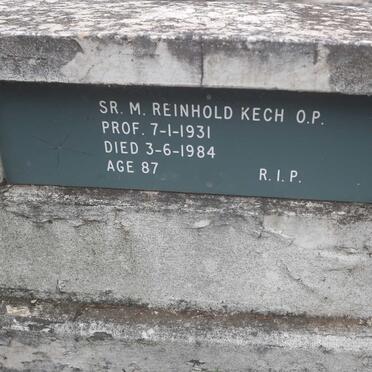 SR. M. REINHOLD KECH O.P.
PROF. 7-1-1931
DIED 3-6-1984
AGE 87 R.I.P.